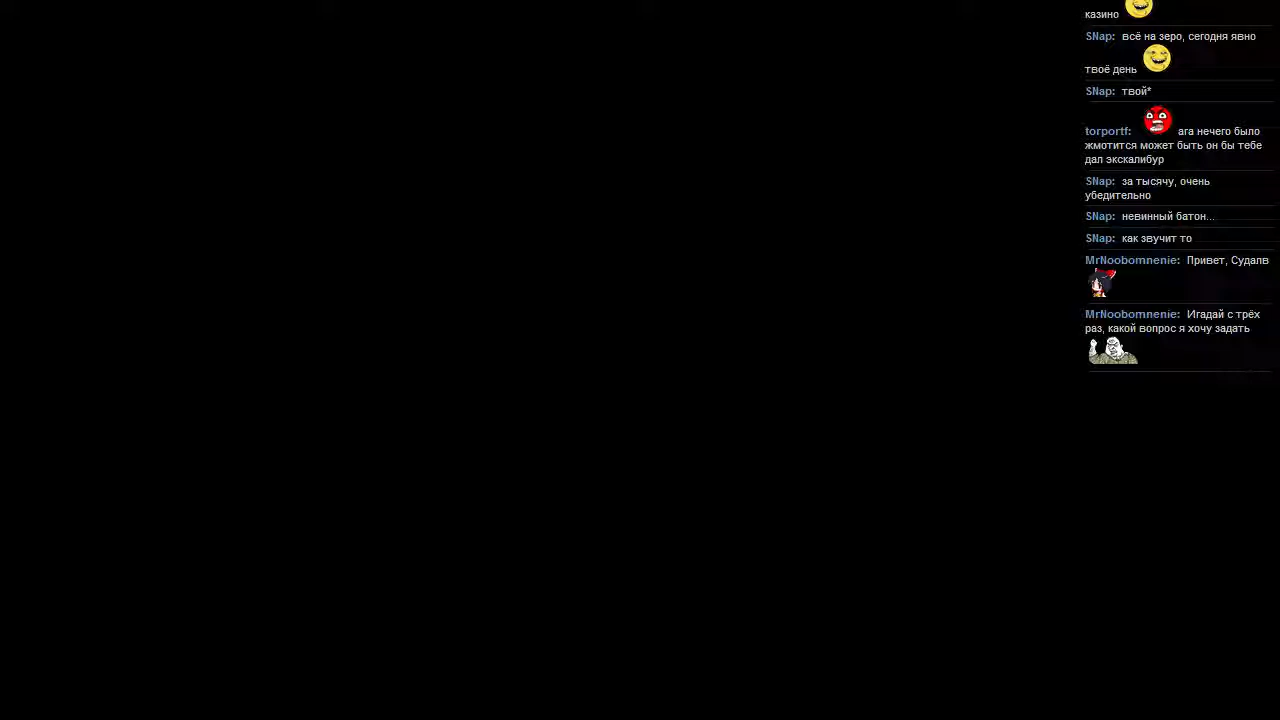 казино
SNap: всё на зеро, сегодня явно
твоё день
SNap: твой*
torportf: ага нечего было
жмотится может быть он бы тебе
дал экскалибур
SNap: за тысячу, очень
убедительно
SNap: невинный батон...
SNap: как звучит то
MrNoobomnenie: Привет, Судалв
MrNoobomnenie: Игадай с трёх
раз, какой вопрос я хочу задать